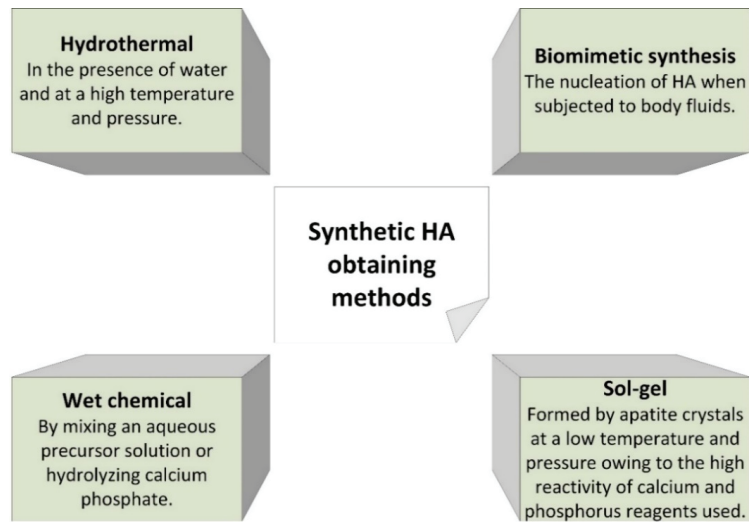 Hydrothermal
In the presence of water
and at a high temperature
and pressure.
Biomimetic synthesis
The nucleation of HA when
subjected to body fluids.
Synthetic HA
obtaining
methods
Wet chemical
By mixing an aqueous
precursor solution or
hydrolyzing calcium
phosphate.
Sol-gel
Formed by apatite crystals
at a low temperature and
pressure owing to the high
reactivity of calcium and
phosphorus reagents used.